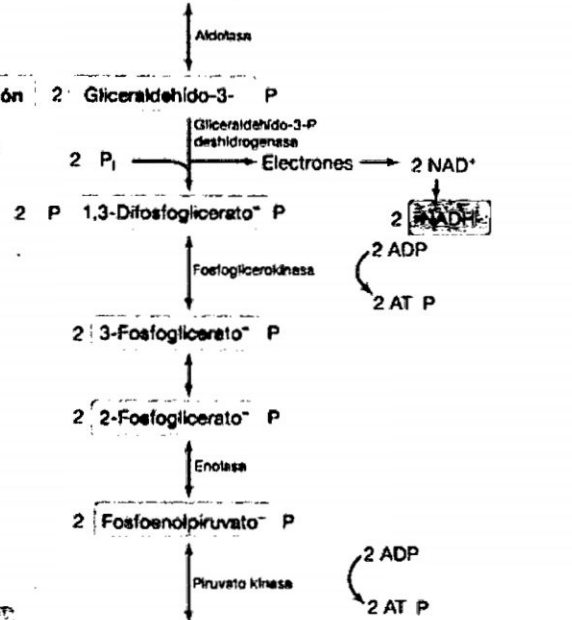 Aldolasa
ón 2 Gliceraldehído-3- P
Gliceraldehído-3-P
deshidrogenasa
2 Pi Electrones 2 NAD⁺
2 P 1,3-Difosfoglicerato⁻ P 2 NADH
2 ADP
Fosfoglicerokinasa
2 AT P
2 3-Fosfoglicerato⁻ P
2 2-Fosfoglicerato⁻ P
Enolasa
2 Fosfoenolpiruvato⁻ P
2 ADP
Piruvato kinasa
2 AT P